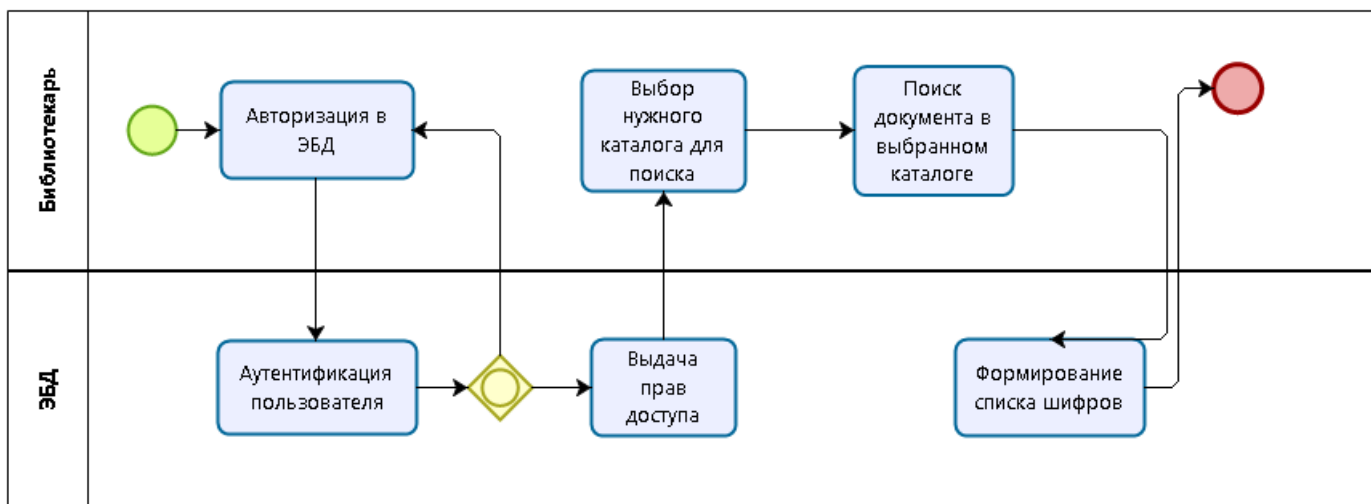 Библиотекарь
Авторизация в
ЭБД
Выбор
нужного
каталога для
поиска
Поиск
документа в
выбранном
каталоге
ЭБД
Аутентификация
пользователя
Выдача
прав
доступа
Формирование
списка шифров